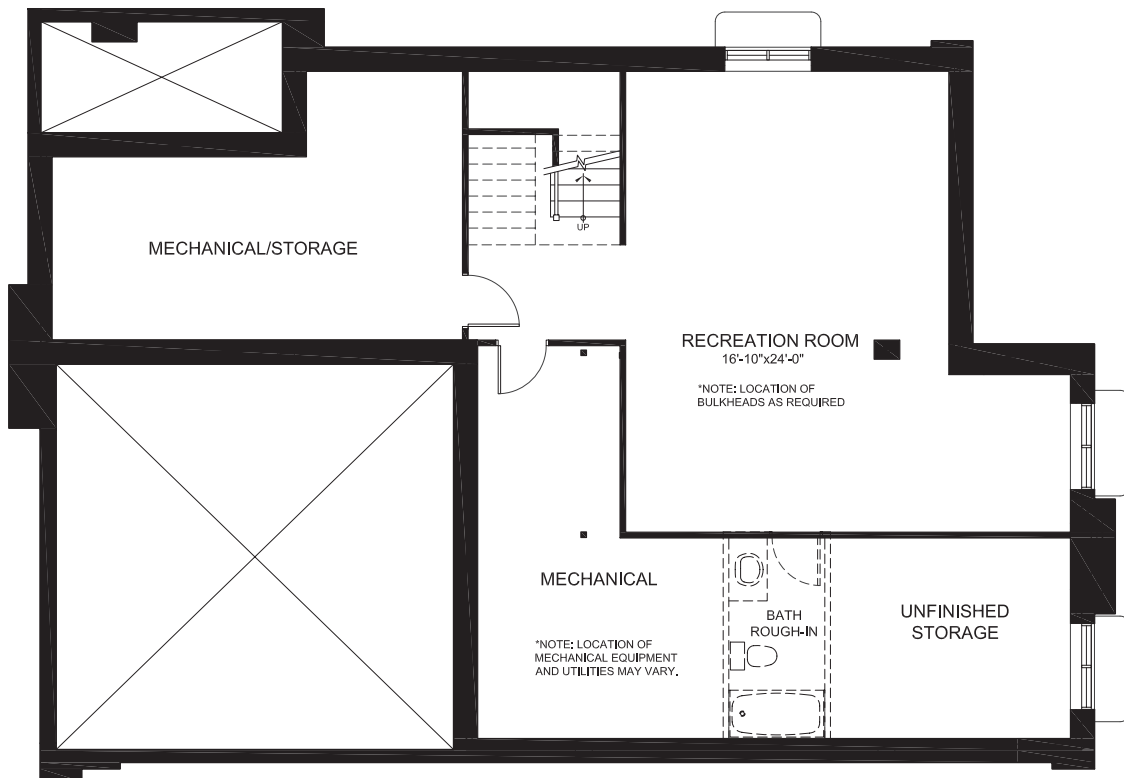 MECHANICAL/STORAGE
UP
RECREATION ROOM
16'-10"x24'-0"
*NOTE: LOCATION OF
BULKHEADS AS REQUIRED
MECHANICAL
*NOTE: LOCATION OF
MECHANICAL EQUIPMENT
AND UTILITIES MAY VARY.
BATH
ROUGH-IN
UNFINISHED
STORAGE